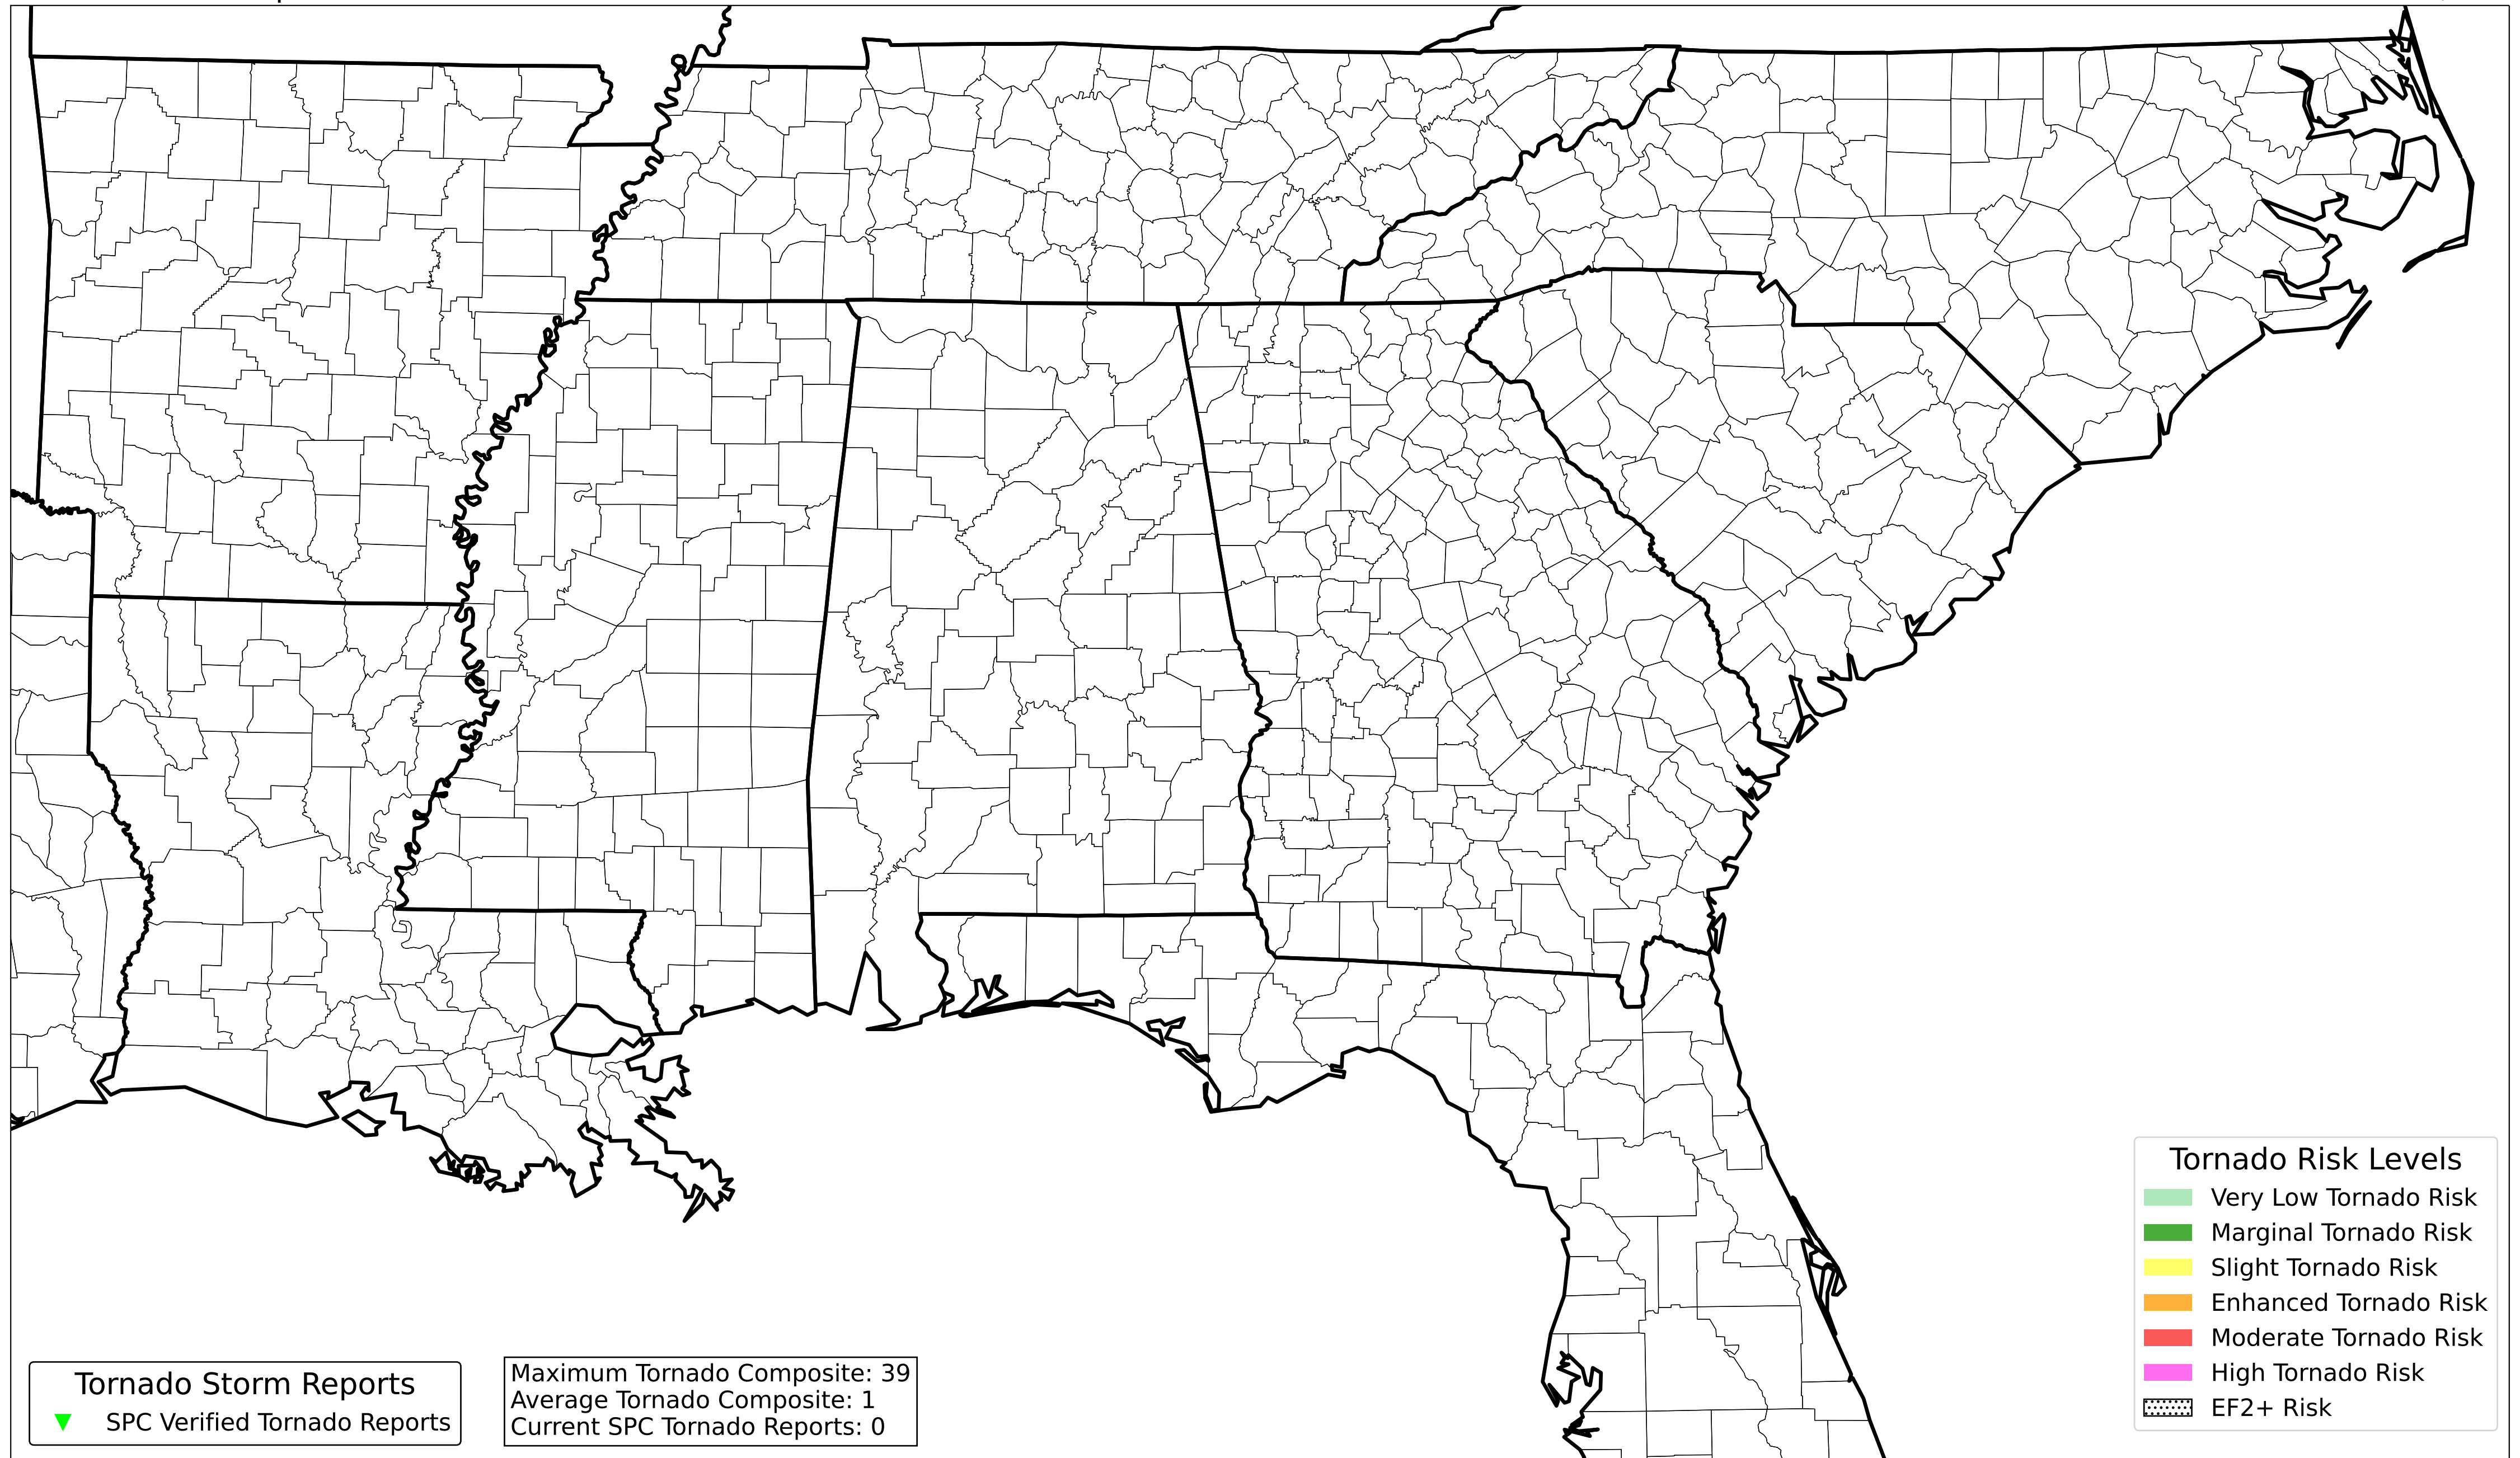 Tornado Risk Levels
Very Low Tornado Risk
Marginal Tornado Risk
Slight Tornado Risk
Enhanced Tornado Risk
Moderate Tornado Risk
High Tornado Risk
EF2+ Risk
Tornado Storm Reports
SPC Verified Tornado Reports
Maximum Tornado Composite: 39
Average Tornado Composite: 1
Current SPC Tornado Reports: 0